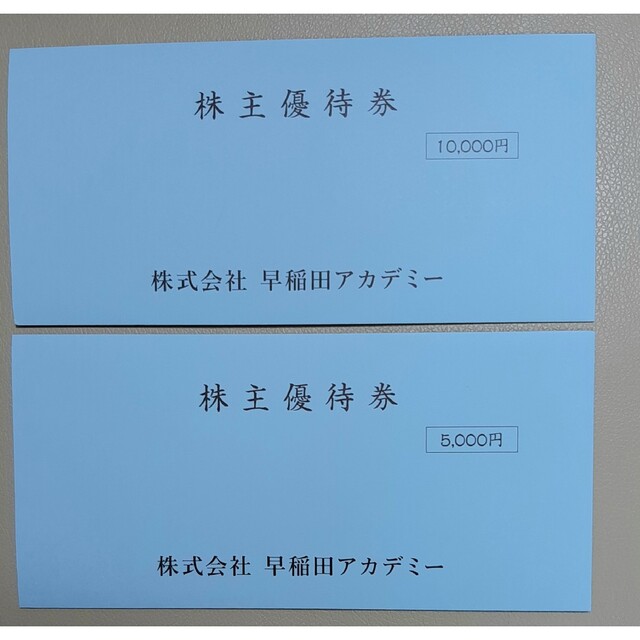 株主優待券
10,000円
株式会社 早稲田アカデミー
株主優待券
5,000円
株式会社 早稲田アカデミー